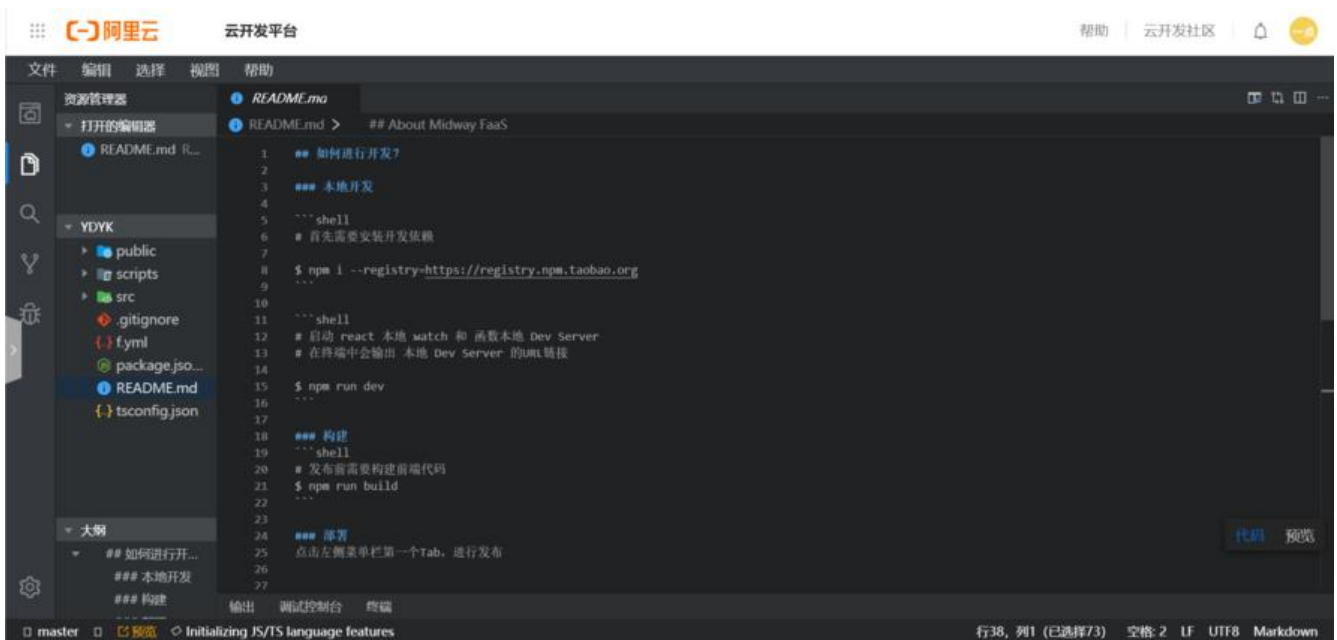 阿里云 云开发平台 帮助 云开发社区
文件 编辑 选择 视图 帮助
资源管理器
打开的编辑器
README.md R...
YDYK
public
scripts
src
.gitignore
f.yml
package.jso...
README.md
tsconfig.json
大纲
## 如何进行开...
### 本地开发
### 构建
README.md
README.md > ## About Midway FaaS
1 ## 如何进行开发?
2
3 ### 本地开发
4
5 ```shell
6 # 首先需要安装开发依赖
7
8 $ npm i --registry=https://registry.npm.taobao.org
9 ```
10
11 ```shell
12 # 启动 react 本地 watch 和 函数本地 Dev Server
13 # 在终端中会输出 本地 Dev Server 的URL链接
14
15 $ npm run dev
16 ```
17
18 ### 构建
19 ```shell
20 # 发布前需要构建前端代码
21 $ npm run build
22 ```
23
24 ### 部署
25 点击左侧菜单栏第一个Tab，进行发布
26
27
代码 预览
输出 调试控制台 终端
master 预览 Initializing JS/TS language features 行38, 列1 (已选择73) 空格: 2 LF UTF8 Markdown